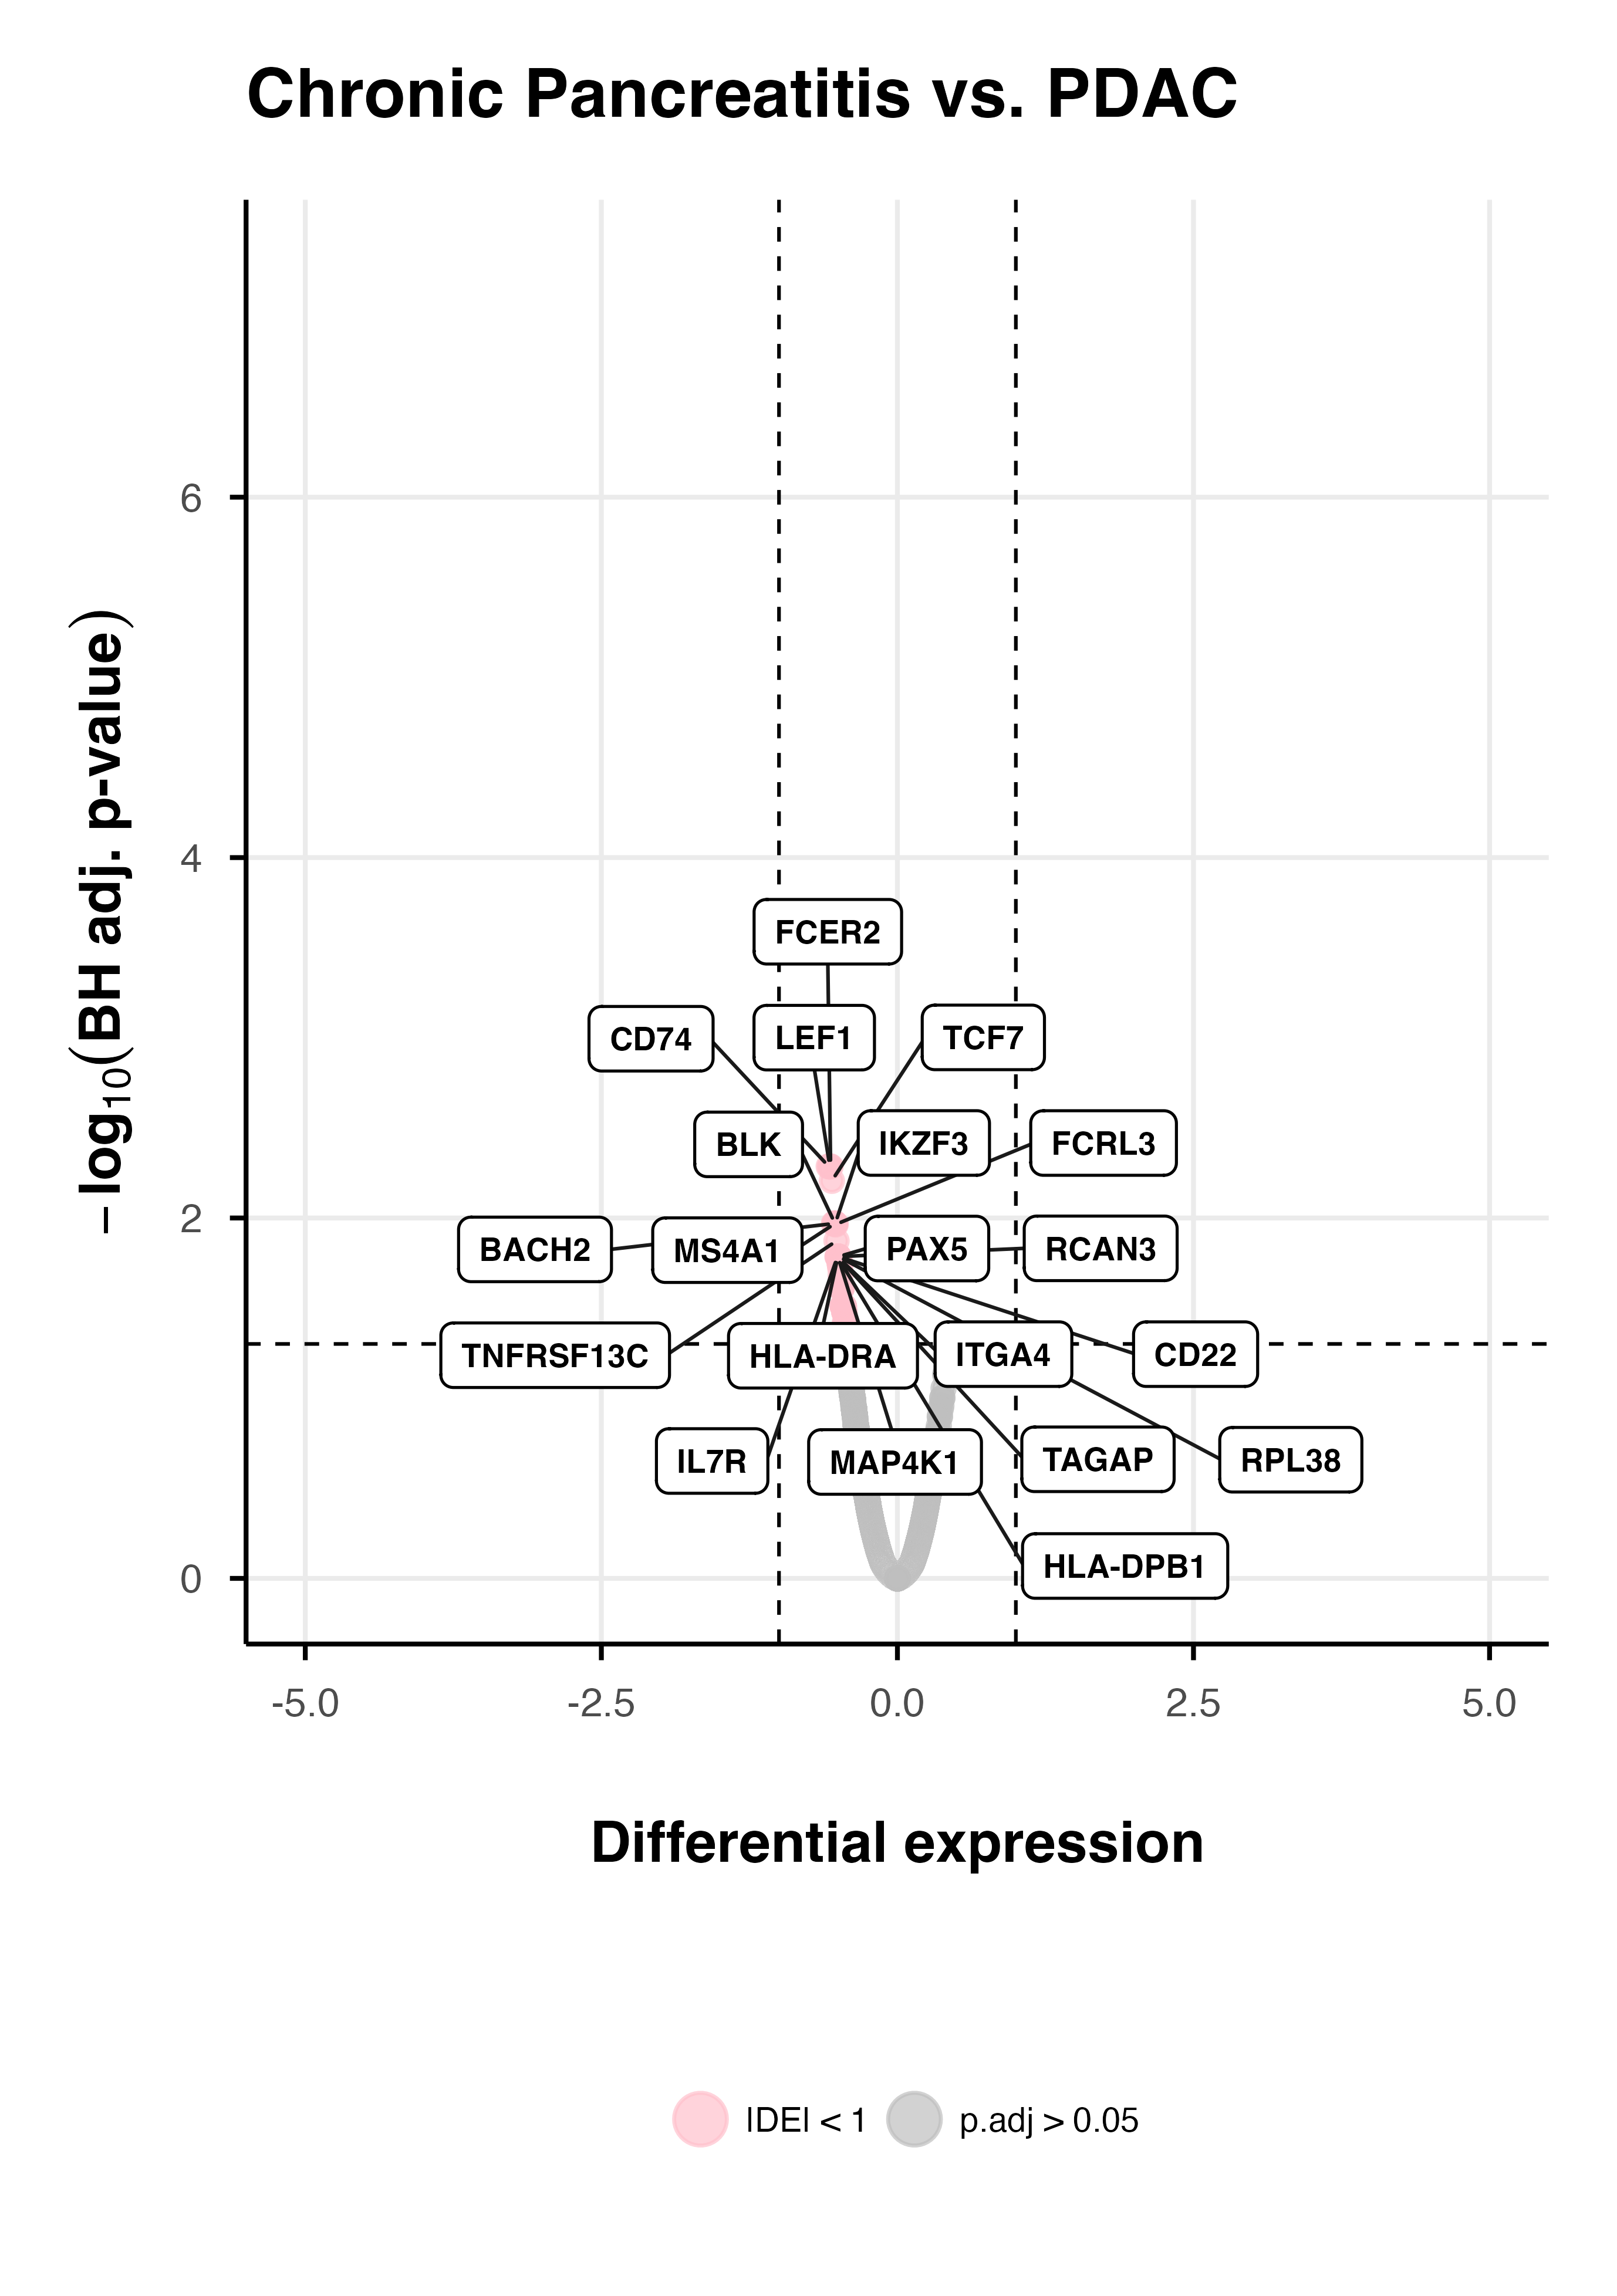 Chronic Pancreatitis vs. PDAC
− log10(BH adj. p-value)
6
4
2
0
FCER2
CD74
LEF1
TCF7
BLK
IKZF3
FCRL3
BACH2
MS4A1
PAX5
RCAN3
TNFRSF13C
HLA-DRA
ITGA4
CD22
IL7R
MAP4K1
TAGAP
RPL38
HLA-DPB1
-5.0
-2.5
0.0
2.5
5.0
Differential expression
|DE| < 1
p.adj > 0.05